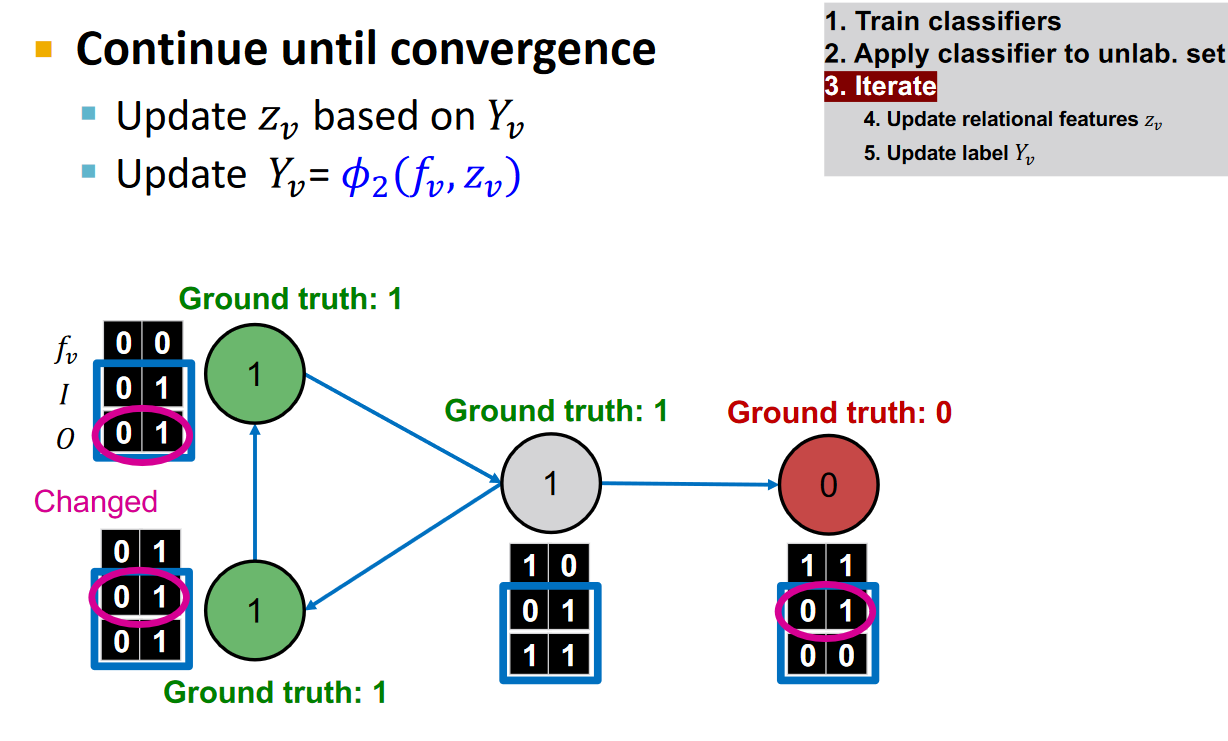 Continue until convergence
Update z_v based on Y_v
Update Y_v= ϕ_2(f_v, z_v)
1. Train classifiers
2. Apply classifier to unlab. set
3. Iterate
4. Update relational features z_v
5. Update label Y_v
Ground truth: 1
f_v 0 0
I 0 1
O 0 1
1
Changed
0 1
0 1
0 1
1
Ground truth: 1
Ground truth: 1
1
1 0
0 1
1 1
Ground truth: 0
0
1 1
0 1
0 0